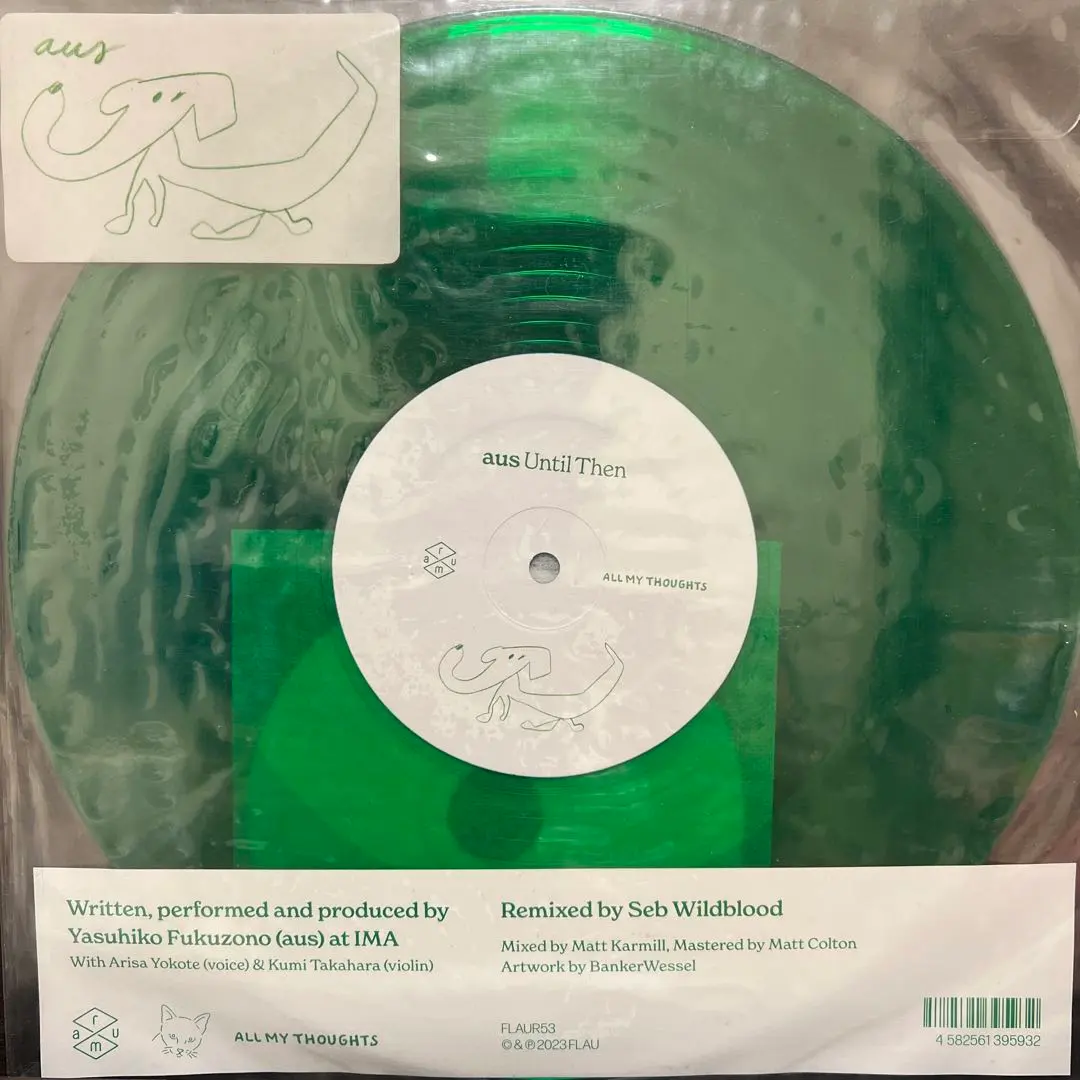 aus
aus Until Then
r
a u
m
ALL MY THOUGHTS
Written, performed and produced by
Yasuhiko Fukuzono (aus) at IMA
With Arisa Yokote (voice) & Kumi Takahara (violin)
Remixed by Seb Wildblood
Mixed by Matt Karmill, Mastered by Matt Colton
Artwork by BankerWessel
r
a u
m
ALL MY THOUGHTS
FLAUR53
© & ℗ 2023 FLAU
4 582561 395932